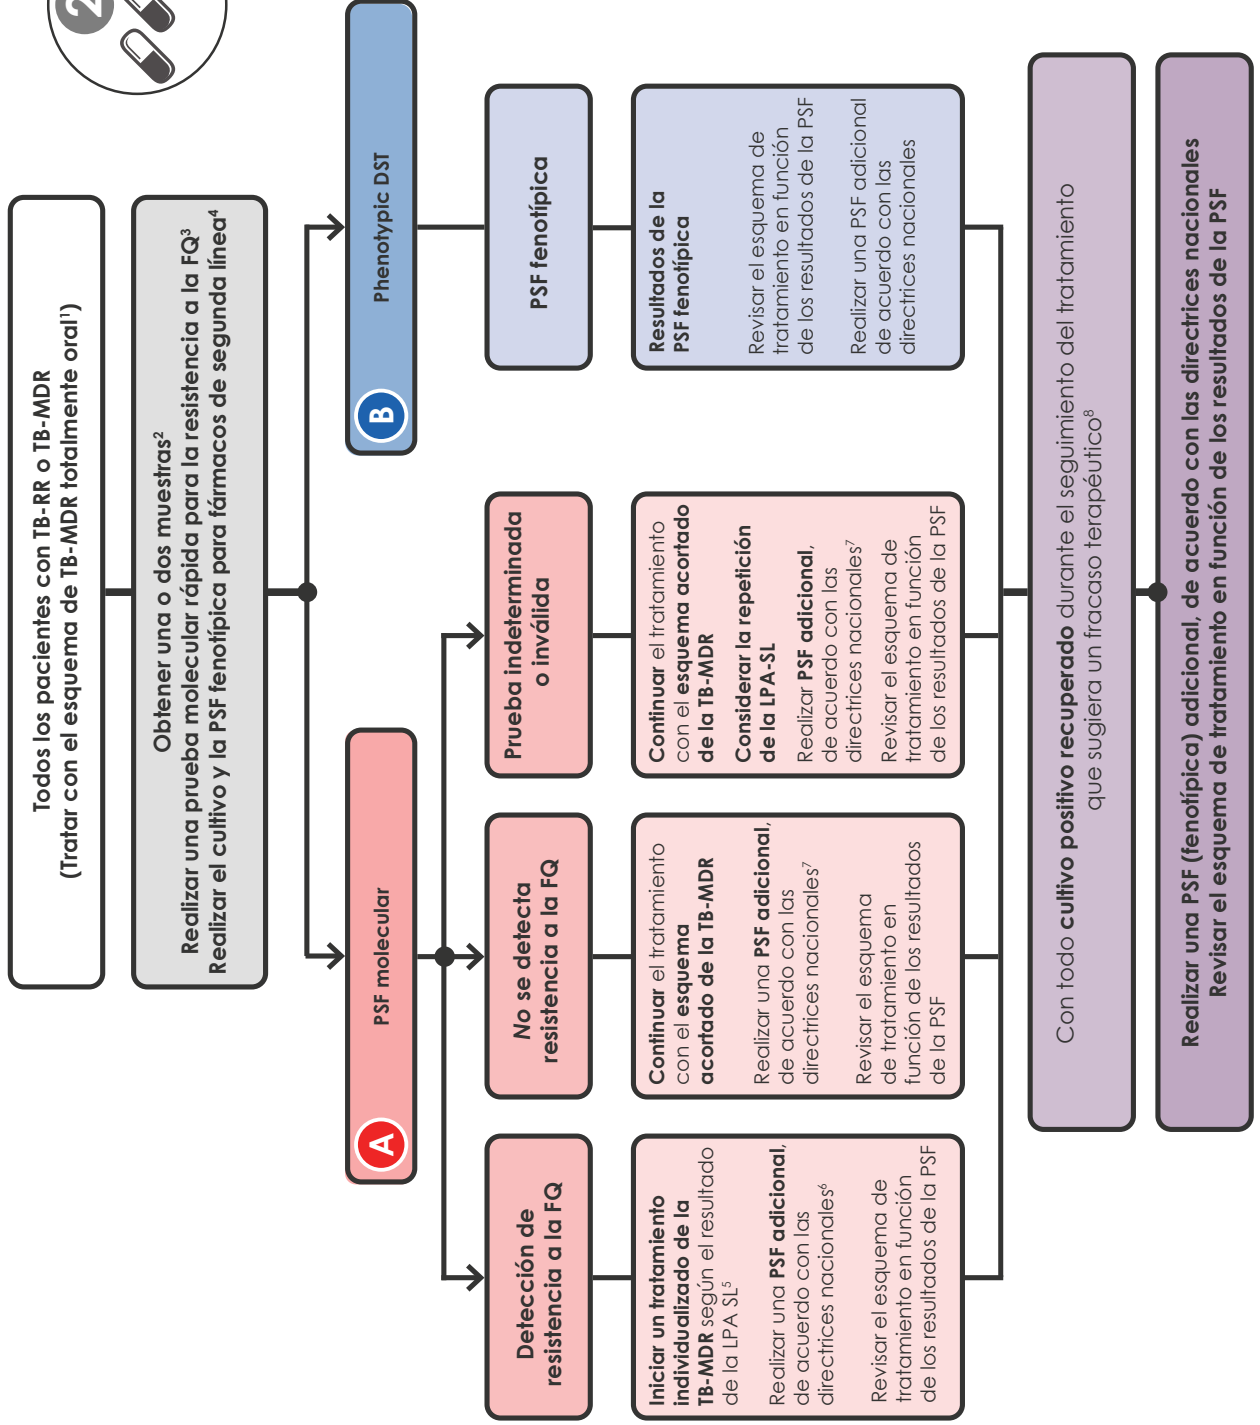 2
Todos los pacientes con TB-RR o TB-MDR
(Tratar con el esquema de TB-MDR totalmente oral¹)
Obtener una o dos muestras²
Realizar una prueba molecular rápida para la resistencia a la FQ³
Realizar el cultivo y la PSF fenotípica para fármacos de segunda línea⁴
A
PSF molecular
B
Phenotypic DST
Detección de
resistencia a la FQ
No se detecta
resistencia a la FQ
Prueba indeterminada
o inválida
PSF fenotípica
Iniciar un tratamiento
individualizado de la
TB-MDR según el resultado
de la LPA SL⁵
Realizar una PSF adicional,
de acuerdo con las
directrices nacionales⁶
Revisar el esquema de
tratamiento en función
de los resultados de la PSF
Continuar el tratamiento
con el esquema
acortado de la TB-MDR
Realizar una PSF adicional,
de acuerdo con las
directrices nacionales⁷
Revisar el esquema
de tratamiento en
función de los resultados
de la PSF
Continuar el tratamiento
con el esquema acortado
de la TB-MDR
Considerar la repetición
de la LPA-SL
Realizar PSF adicional,
de acuerdo con las
directrices nacionales⁷
Revisar el esquema de
tratamiento en función
de los resultados de la PSF
Resultados de la
PSF fenotípica
Revisar el esquema de
tratamiento en función
de los resultados de la PSF
Realizar una PSF adicional
de acuerdo con las
directrices nacionales
Con todo cultivo positivo recuperado durante el seguimiento del tratamiento
que sugiera un fracaso terapéutico⁸
Realizar una PSF (fenotípica) adicional, de acuerdo con las directrices nacionales
Revisar el esquema de tratamiento en función de los resultados de la PSF